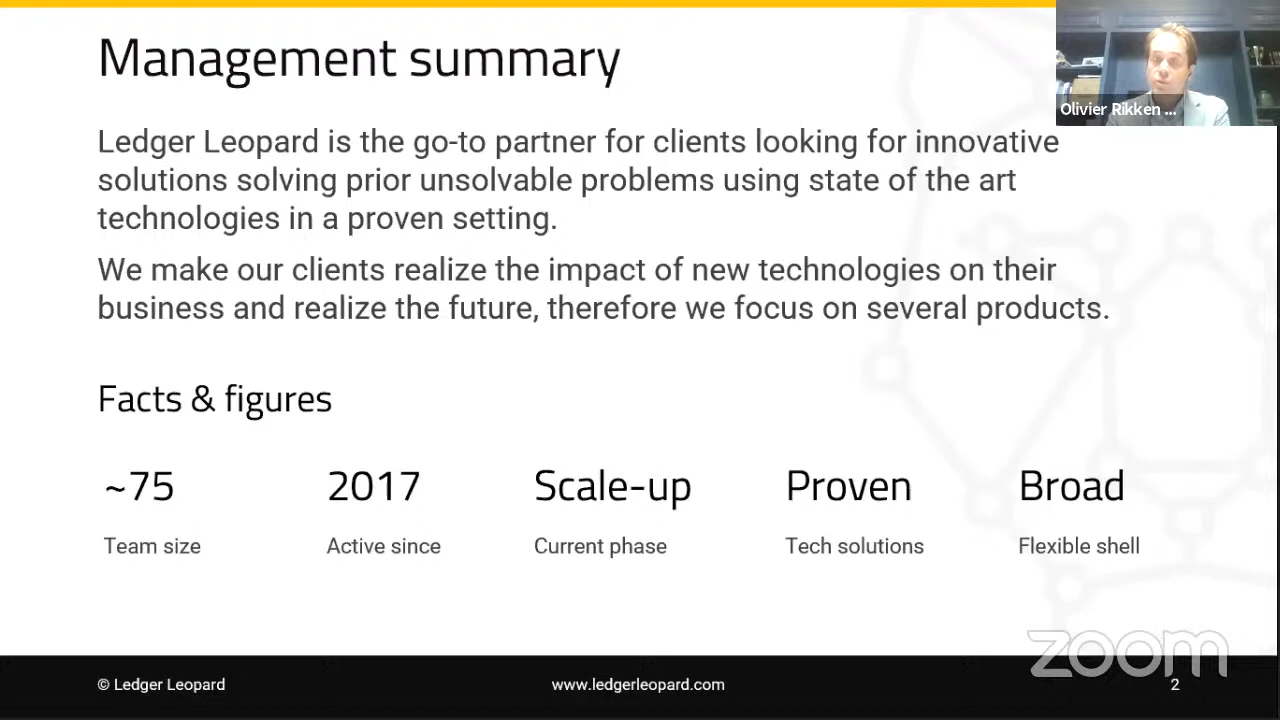 Management summary
Olivier Rikken ...
Ledger Leopard is the go-to partner for clients looking for innovative
solutions solving prior unsolvable problems using state of the art
technologies in a proven setting.
We make our clients realize the impact of new technologies on their
business and realize the future, therefore we focus on several products.
Facts & figures
~75
2017
Scale-up
Proven
Broad
Team size
Active since
Current phase
Tech solutions
Flexible shell
zoom
© Ledger Leopard
www.ledgerleopard.com
2